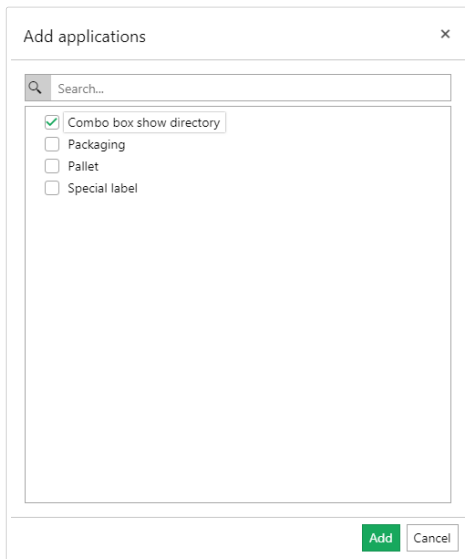 Add applications
Search...
Combo box show directory
Packaging
Pallet
Special label
Add Cancel